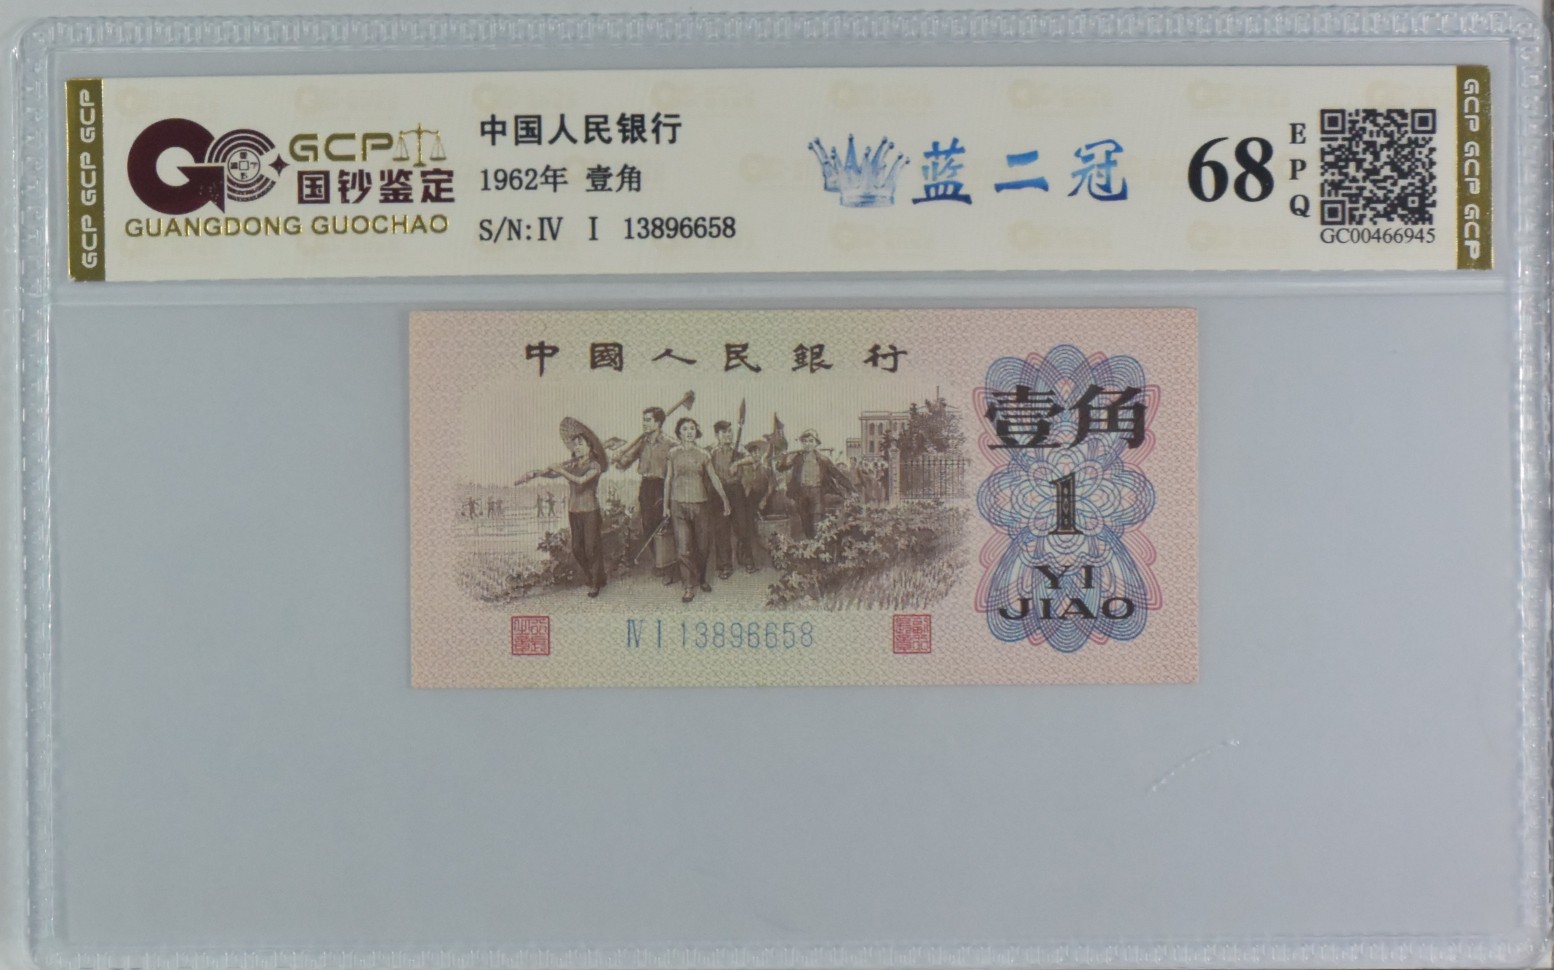 GCP GCP GCP
GCP
国钞鉴定
GUANGDONG GUOCHAO
中国人民银行
1962年 壹角
S/N:Ⅳ Ⅰ 13896658
蓝二冠
68
EPQ
GC00466945
GCP GCP GCP
中國人民銀行
壹角
1
YI
JIAO
Ⅳ Ⅰ 13896658